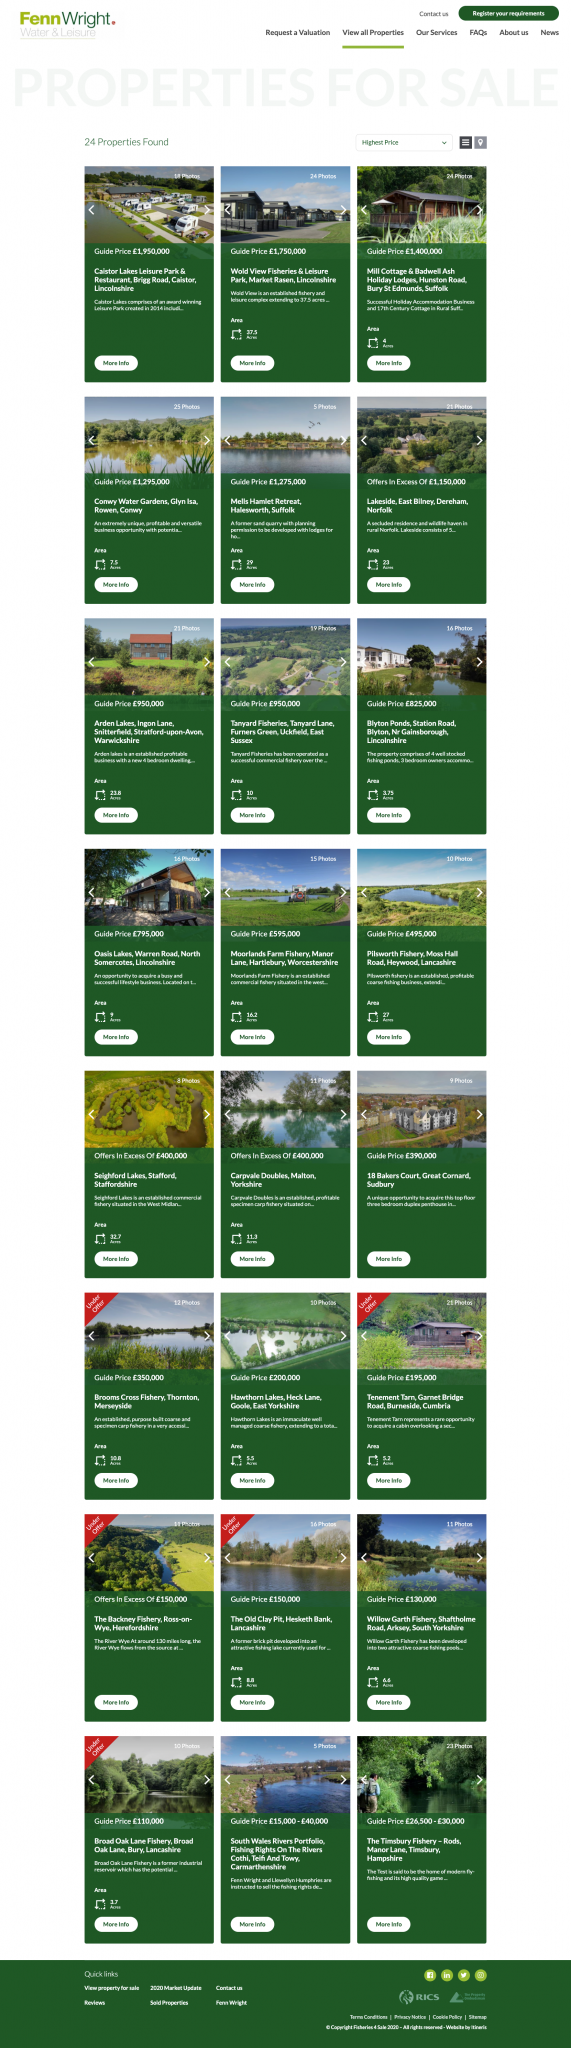 FennWright.
Water & Leisure
Contact us
Register your requirements
Request a Valuation
View all Properties
Our Services
FAQs
About us
News
PROPERTIES FOR SALE
24 Properties Found
Highest Price
18 Photos
Guide Price £1,950,000
Caistor Lakes Leisure Park &
Restaurant, Brigg Road, Caistor,
Lincolnshire
Caistor Lakes comprises of an award winning
Leisure Park created in 2014 includi...
More Info
24 Photos
Guide Price £1,750,000
Wold View Fisheries & Leisure
Park, Market Rasen, Lincolnshire
Wold View is an established fishery and
leisure complex extending to 37.5 acres ...
Area
37.5
Acres
More Info
24 Photos
Guide Price £1,400,000
Mill Cottage & Badwell Ash
Holiday Lodges, Hunston Road,
Bury St Edmunds, Suffolk
Successful Holiday Accommodation Business
and 17th Century Cottage in Rural Suff...
Area
4
Acres
More Info
25 Photos
Guide Price £1,295,000
Conwy Water Gardens, Glyn Isa,
Rowen, Conwy
An extremely unique, profitable and versatile
business opportunity with potentia...
Area
7.5
Acres
More Info
5 Photos
Guide Price £1,275,000
Mells Hamlet Retreat,
Halesworth, Suffolk
A former sand quarry with planning
permission to be developed with lodges for
ho...
Area
29
Acres
More Info
21 Photos
Offers In Excess Of £1,150,000
Lakeside, East Bilney, Dereham,
Norfolk
A secluded residence and wildlife haven in
rural Norfolk. Lakeside consists of 5...
Area
23
Acres
More Info
21 Photos
Guide Price £950,000
Arden Lakes, Ingon Lane,
Snitterfield, Stratford-upon-Avon,
Warwickshire
Arden lakes is an established profitable
business with a new 4 bedroom dwelling,...
Area
23.8
Acres
More Info
19 Photos
Guide Price £950,000
Tanyard Fisheries, Tanyard Lane,
Furners Green, Uckfield, East
Sussex
Tanyard Fisheries has been operated as a
successful commercial fishery over the ...
Area
10
Acres
More Info
16 Photos
Guide Price £825,000
Blyton Ponds, Station Road,
Blyton, Nr Gainsborough,
Lincolnshire
The property comprises of 4 well stocked
fishing ponds, 3 bedroom owners accommo...
Area
3.75
Acres
More Info
16 Photos
Guide Price £795,000
Oasis Lakes, Warren Road, North
Somercotes, Lincolnshire
An opportunity to acquire a busy and
successful lifestyle business. Located on t...
Area
9
Acres
More Info
15 Photos
Guide Price £595,000
Moorlands Farm Fishery, Manor
Lane, Hartlebury, Worcestershire
Moorlands Farm Fishery is an established
commercial fishery situated in the west...
Area
16.2
Acres
More Info
10 Photos
Guide Price £495,000
Pilsworth Fishery, Moss Hall
Road, Heywood, Lancashire
Pilsworth fishery is an established, profitable
coarse fishing business, extendi...
Area
27
Acres
More Info
8 Photos
Offers In Excess Of £400,000
Seighford Lakes, Stafford,
Staffordshire
Seighford Lakes is an established commercial
fishery situated in the West Midlan...
Area
32.7
Acres
More Info
11 Photos
Offers In Excess Of £400,000
Carpvale Doubles, Malton,
Yorkshire
Carpvale Doubles is an established, profitable
specimen carp fishery situated on...
Area
11.3
Acres
More Info
9 Photos
Guide Price £390,000
18 Bakers Court, Great Cornard,
Sudbury
A unique opportunity to acquire this top floor
three bedroom duplex penthouse in...
More Info
Under
Offer
12 Photos
Guide Price £350,000
Brooms Cross Fishery, Thornton,
Merseyside
An established, purpose built coarse and
specimen carp fishery in a very accessi...
Area
10.8
Acres
More Info
10 Photos
Guide Price £200,000
Hawthorn Lakes, Heck Lane,
Goole, East Yorkshire
Hawthorn Lakes is an immaculate well
managed coarse fishery, extending to a tota...
Area
5.5
Acres
More Info
Under
Offer
21 Photos
Guide Price £195,000
Tenement Tarn, Garnet Bridge
Road, Burneside, Cumbria
Tenement Tarn represents a rare opportunity
to acquire a cabin overlooking a sec...
Area
5.2
Acres
More Info
Under
Offer
11 Photos
Offers In Excess Of £150,000
The Backney Fishery, Ross-on-
Wye, Herefordshire
The River Wye At around 130 miles long, the
River Wye flows from the source at ...
More Info
Under
Offer
16 Photos
Guide Price £150,000
The Old Clay Pit, Hesketh Bank,
Lancashire
A former brick pit developed into an
attractive fishing lake currently used for ...
Area
8.8
Acres
More Info
11 Photos
Guide Price £130,000
Willow Garth Fishery, Shaftholme
Road, Arksey, South Yorkshire
Willow Garth Fishery has been developed
into two attractive coarse fishing pools...
Area
6.6
Acres
More Info
Under
Offer
10 Photos
Guide Price £110,000
Broad Oak Lane Fishery, Broad
Oak Lane, Bury, Lancashire
Broad Oak Lane Fishery is a former industrial
reservoir which has the potential ...
Area
3.7
Acres
More Info
5 Photos
Guide Price £15,000 - £40,000
South Wales Rivers Portfolio,
Fishing Rights On The Rivers
Cothi, Teifi And Towy,
Carmarthenshire
Fenn Wright and Llewellyn Humphries are
instructed to sell the fishing rights de...
More Info
23 Photos
Guide Price £26,500 - £30,000
The Timsbury Fishery – Rods,
Manor Lane, Timsbury,
Hampshire
The Test is said to be the home of modern fly-
fishing and its high quality game ...
More Info
Quick links
View property for sale
2020 Market Update
Contact us
Reviews
Sold Properties
Fenn Wright
RICS
The Property
Ombudsman
Terms Conditions | Privacy Notice | Cookie Policy | Sitemap
© Copyright Fisheries 4 Sale 2020 – All rights reserved - Website by Itineris